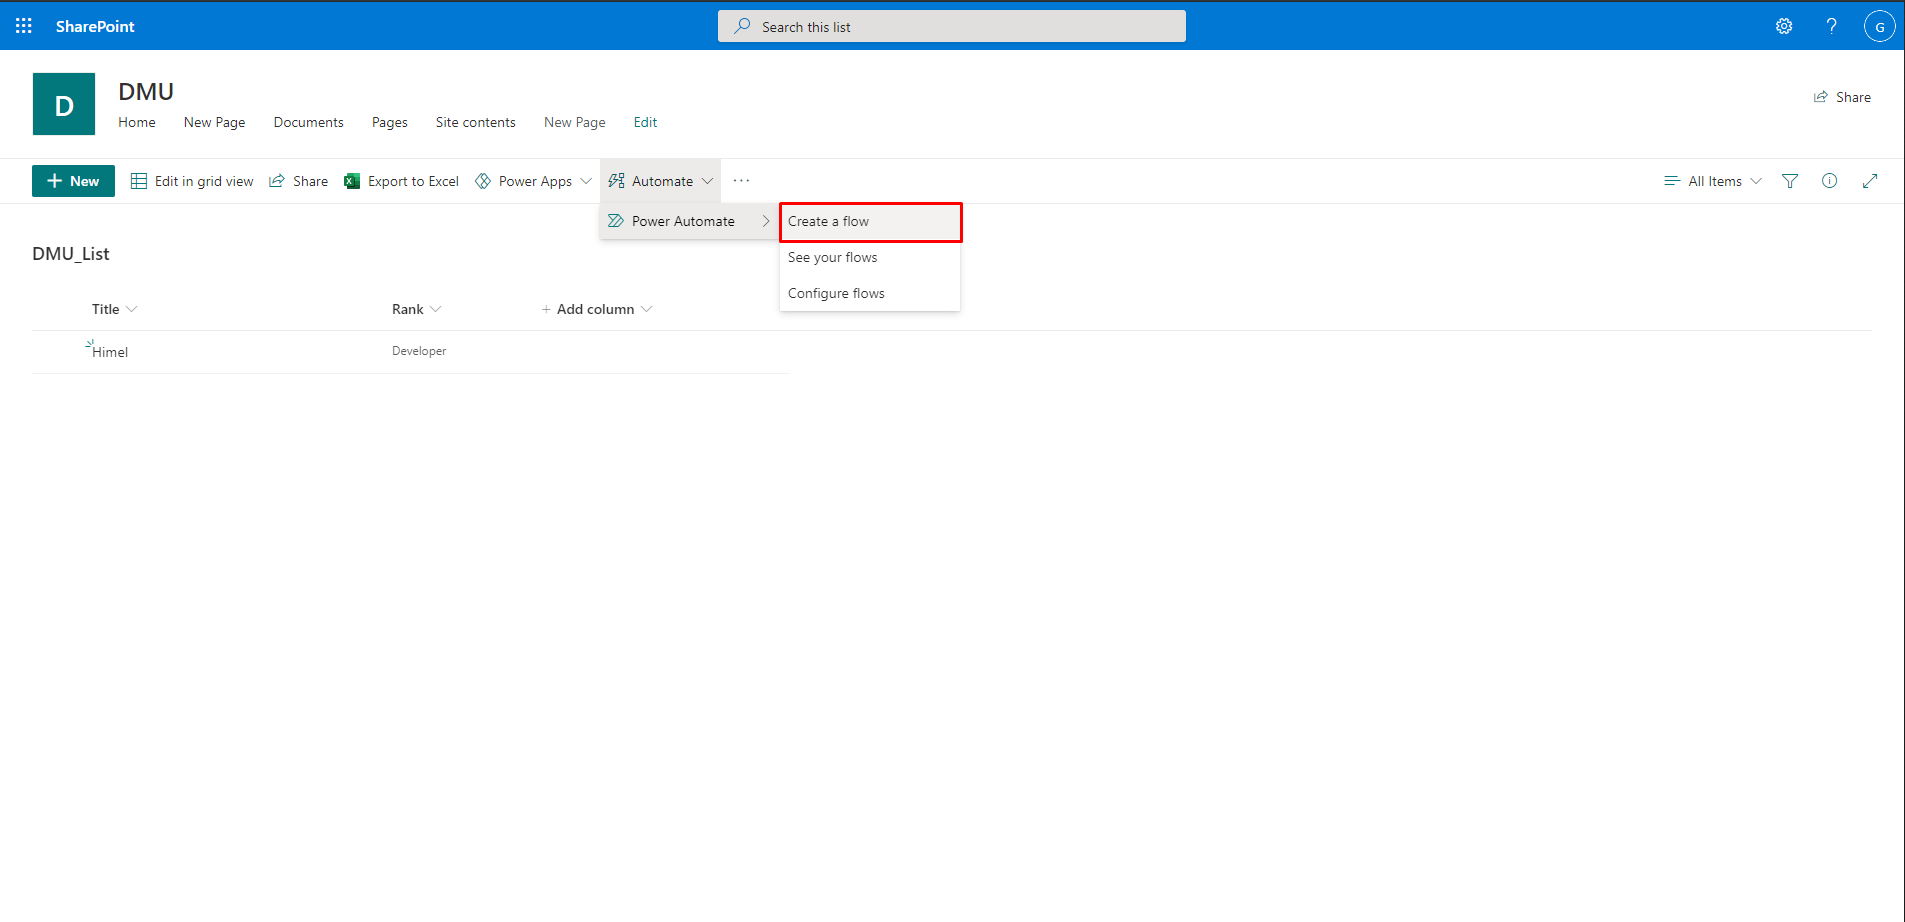 SharePoint
Search this list
?
G
D
DMU
Home New Page Documents Pages Site contents New Page Edit
Share
+ New Edit in grid view Share Export to Excel Power Apps Automate ... All Items
Power Automate
Create a flow
See your flows
Configure flows
DMU_List
Title Rank + Add column
Himel Developer